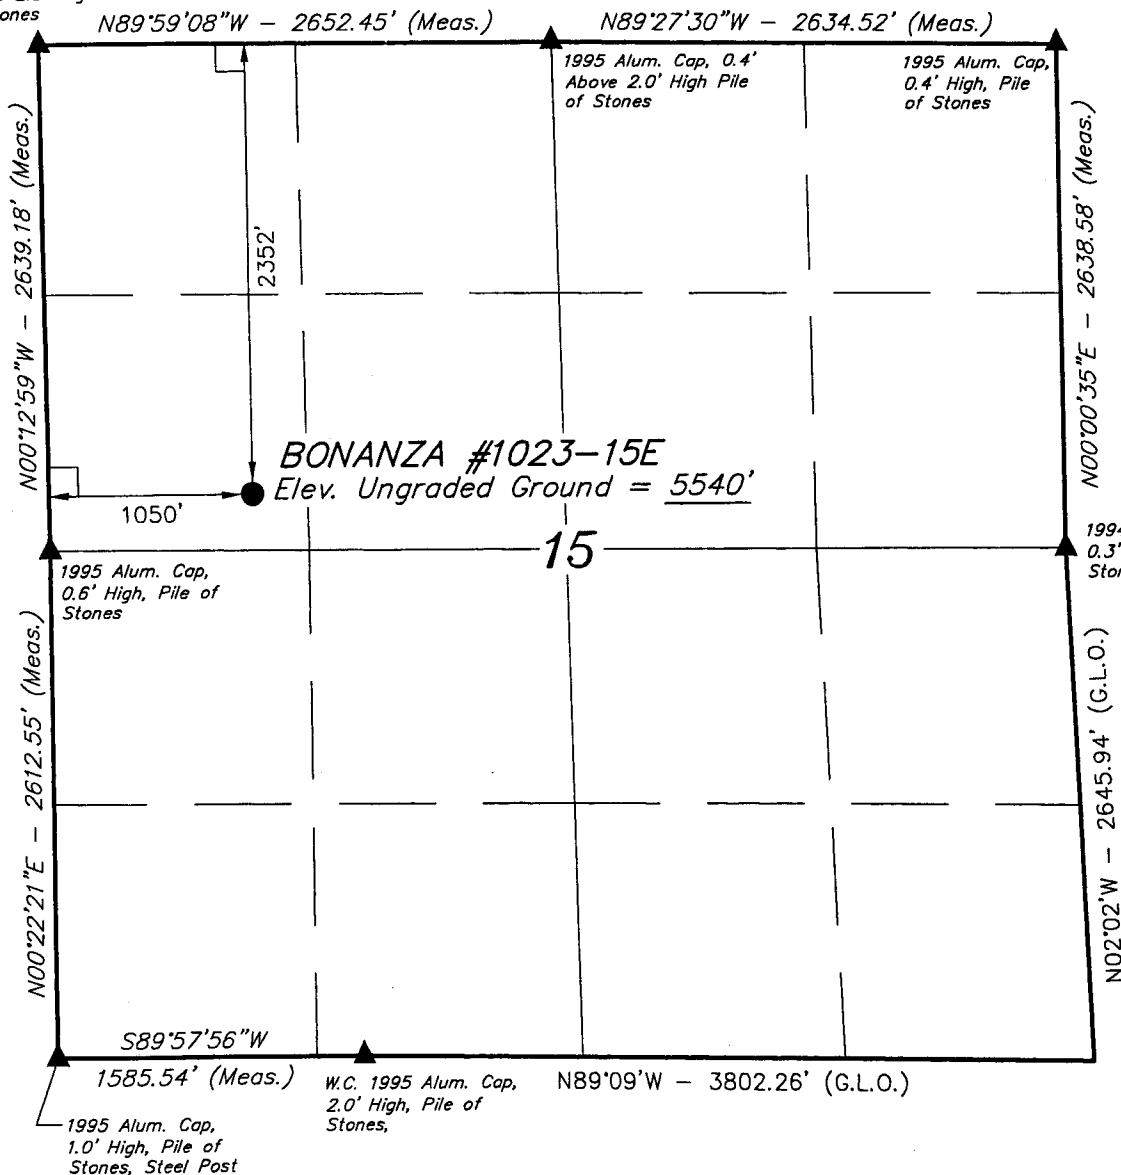 ones
N89°59'08"W - 2652.45' (Meas.)
N89°27'30"W - 2634.52' (Meas.)
1995 Alum. Cap, 0.4'
Above 2.0' High Pile
of Stones
1995 Alum. Cap,
0.4' High, Pile
of Stones
N00°12'59"W - 2639.18' (Meas.)
2352'
N00°00'35"E - 2638.58' (Meas.)
BONANZA #1023-15E
Elev. Ungraded Ground = 5540'
1050'
15
1994
0.3'
Ston
1995 Alum. Cap,
0.6' High, Pile of
Stones
N00°22'21"E - 2612.55' (Meas.)
N02°02'W - 2645.94' (G.L.O.)
S89°57'56"W
1585.54' (Meas.)
W.C. 1995 Alum. Cap,
2.0' High, Pile of
Stones,
N89°09'W - 3802.26' (G.L.O.)
1995 Alum. Cap,
1.0' High, Pile of
Stones, Steel Post